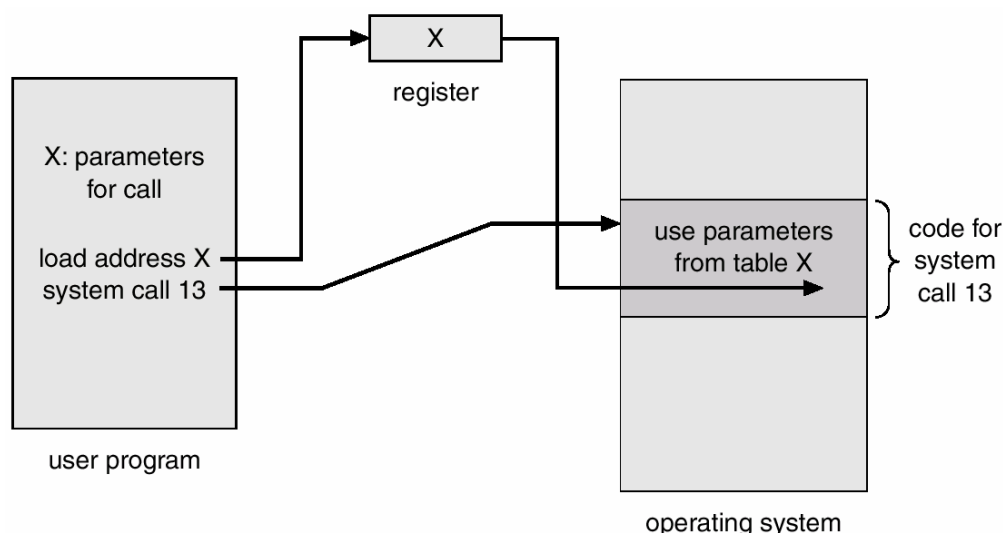 X
register
X: parameters
for call
load address X
system call 13
user program
use parameters
from table X
code for
system
call 13
operating system